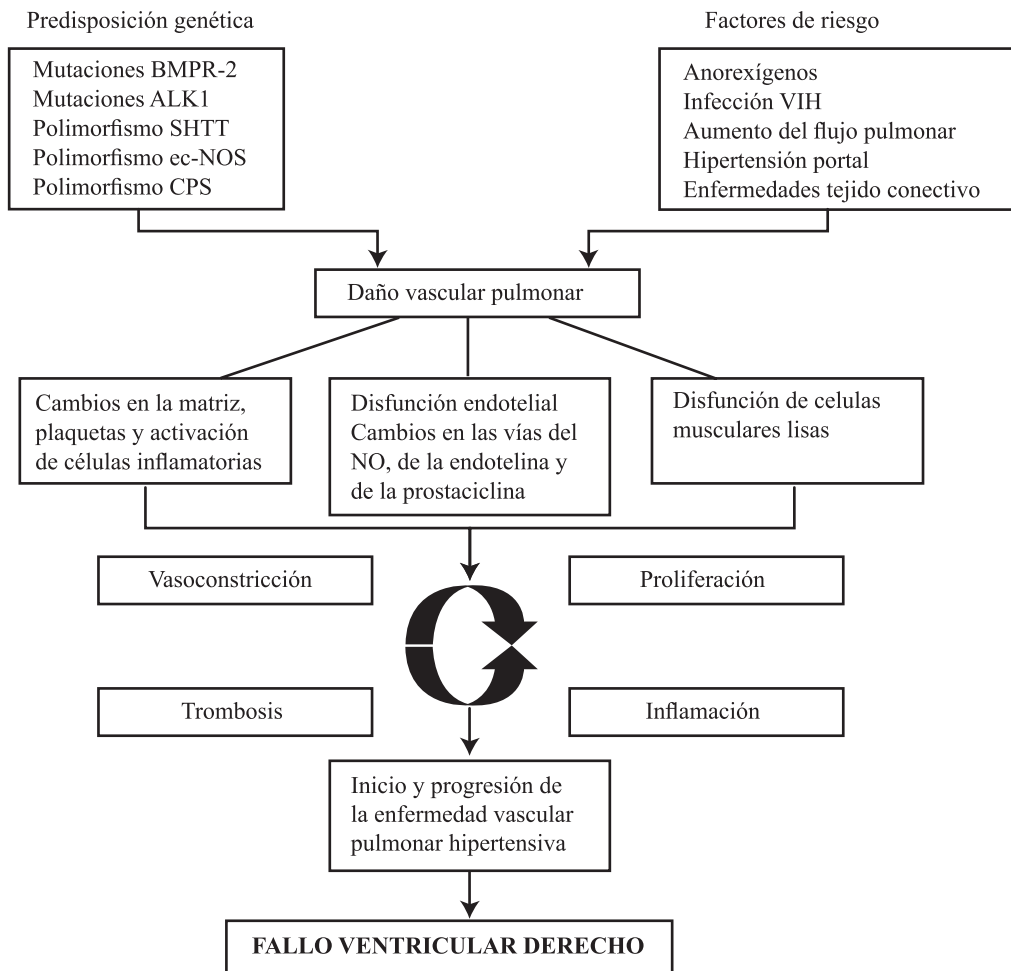 Predisposición genética
Mutaciones BMPR-2
Mutaciones ALK1
Polimorfismo SHTT
Polimorfismo ec-NOS
Polimorfismo CPS
Factores de riesgo
Anorexígenos
Infección VIH
Aumento del flujo pulmonar
Hipertensión portal
Enfermedades tejido conectivo
Daño vascular pulmonar
Cambios en la matriz,
plaquetas y activación
de células inflamatorias
Disfunción endotelial
Cambios en las vías del
NO, de la endotelina y
de la prostaciclina
Disfunción de celulas
musculares lisas
Vasoconstricción
Proliferación
Trombosis
Inflamación
Inicio y progresión de
la enfermedad vascular
pulmonar hipertensiva
FALLO VENTRICULAR DERECHO